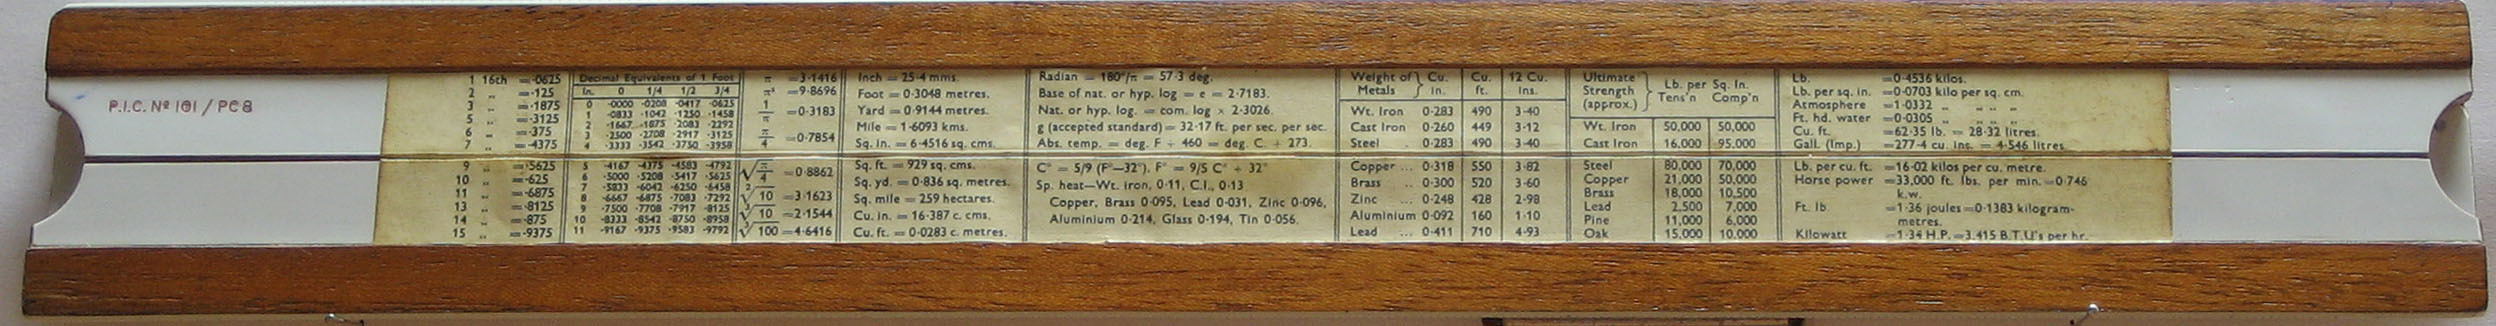 P.I.C. Nº 101 / PC8
1 16th =·0625
2 ,, =·125
3 ,, =·1875
5 ,, =·3125
6 ,, =·375
7 ,, =·4375
9 ,, =·5625
10 ,, =·625
11 ,, =·6875
13 ,, =·8125
14 ,, =·875
15 ,, =·9375
Decimal Equivalents of 1 Foot
In. 0 1/4 1/2 3/4
0 ·0000 ·0208 ·0417 ·0625
1 ·0833 ·1042 ·1250 ·1458
2 ·1667 ·1875 ·2083 ·2292
3 ·2500 ·2708 ·2917 ·3125
4 ·3333 ·3542 ·3750 ·3958
5 ·4167 ·4375 ·4583 ·4792
6 ·5000 ·5208 ·5417 ·5625
7 ·5833 ·6042 ·6250 ·6458
8 ·6667 ·6875 ·7083 ·7292
9 ·7500 ·7708 ·7917 ·8125
10 ·8333 ·8542 ·8750 ·8958
11 ·9167 ·9375 ·9583 ·9792
π =3·1416
π² =9·8696
1/π =0·3183
π/4 =0·7854
√π/4 =0·8862
²√10 =3·1623
³√10 =2·1544
³√100 =4·6416
Inch = 25·4 mms.
Foot = 0·3048 metres.
Yard = 0·9144 metres.
Mile = 1·6093 kms.
Sq. in. = 6·4516 sq. cms.
Sq. ft. = 929 sq. cms.
Sq. yd. = 0·836 sq. metres.
Sq. mile = 259 hectares.
Cu. in. = 16·387 c. cms.
Cu. ft. = 0·0283 c. metres.
Radian = 180°/π = 57·3 deg.
Base of nat. or hyp. log = e = 2·7183.
Nat. or hyp. log = com. log × 2·3026.
g (accepted standard) = 32·17 ft. per sec. per sec.
Abs. temp. = deg. F + 460 = deg. C. + 273.
C° = 5/9 (F°—32°). F° = 9/5 C° + 32°
Sp. heat—Wt. iron, 0·11, C.I., 0·13
Copper, Brass 0·095, Lead 0·031, Zinc 0·096,
Aluminium 0·214, Glass 0·194, Tin 0·056.
Weight of Metals } Cu. in. Cu. ft. 12 Cu. Ins.
Wt. Iron 0·283 490 3·40
Cast Iron 0·260 449 3·12
Steel . 0·283 490 3·40
Copper ... 0·318 550 3·82
Brass .. 0·300 520 3·60
Zinc .. 0·248 428 2·98
Aluminium 0·092 160 1·10
Lead ... 0·411 710 4·93
Ultimate Strength (approx.) } Lb. per Sq. In.
Tens'n Comp'n
Wt. Iron 50,000 50,000
Cast Iron 16,000 95,000
Steel 80,000 70,000
Copper 21,000 50,000
Brass 18,000 10,500
Lead 2,500 7,000
Pine 11,000 6,000
Oak 15,000 10,000
Lb. =0·4536 kilos.
Lb. per sq. in. =0·0703 kilo per sq. cm.
Atmosphere =1·0332 ,, ,, ,, ,,
Ft. hd. water =0·0305 ,, ,, ,, ,,
Cu. ft. =62·35 lb. = 28·32 litres.
Gall. (Imp.) =277·4 cu. ins. = 4·546 litres.
Lb. per cu. ft. =16·02 kilos per cu. metre.
Horse power =33,000 ft. lbs. per min.=0·746
k.w.
Ft. lb. =1·36 joules=0·1383 kilogram-
metres.
Kilowatt =1·34 H.P.=3,415 B.T.U's per hr.